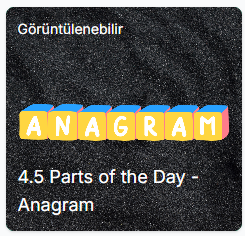 Görüntülenebilir
ANAGRAM
4.5 Parts of the Day -
Anagram